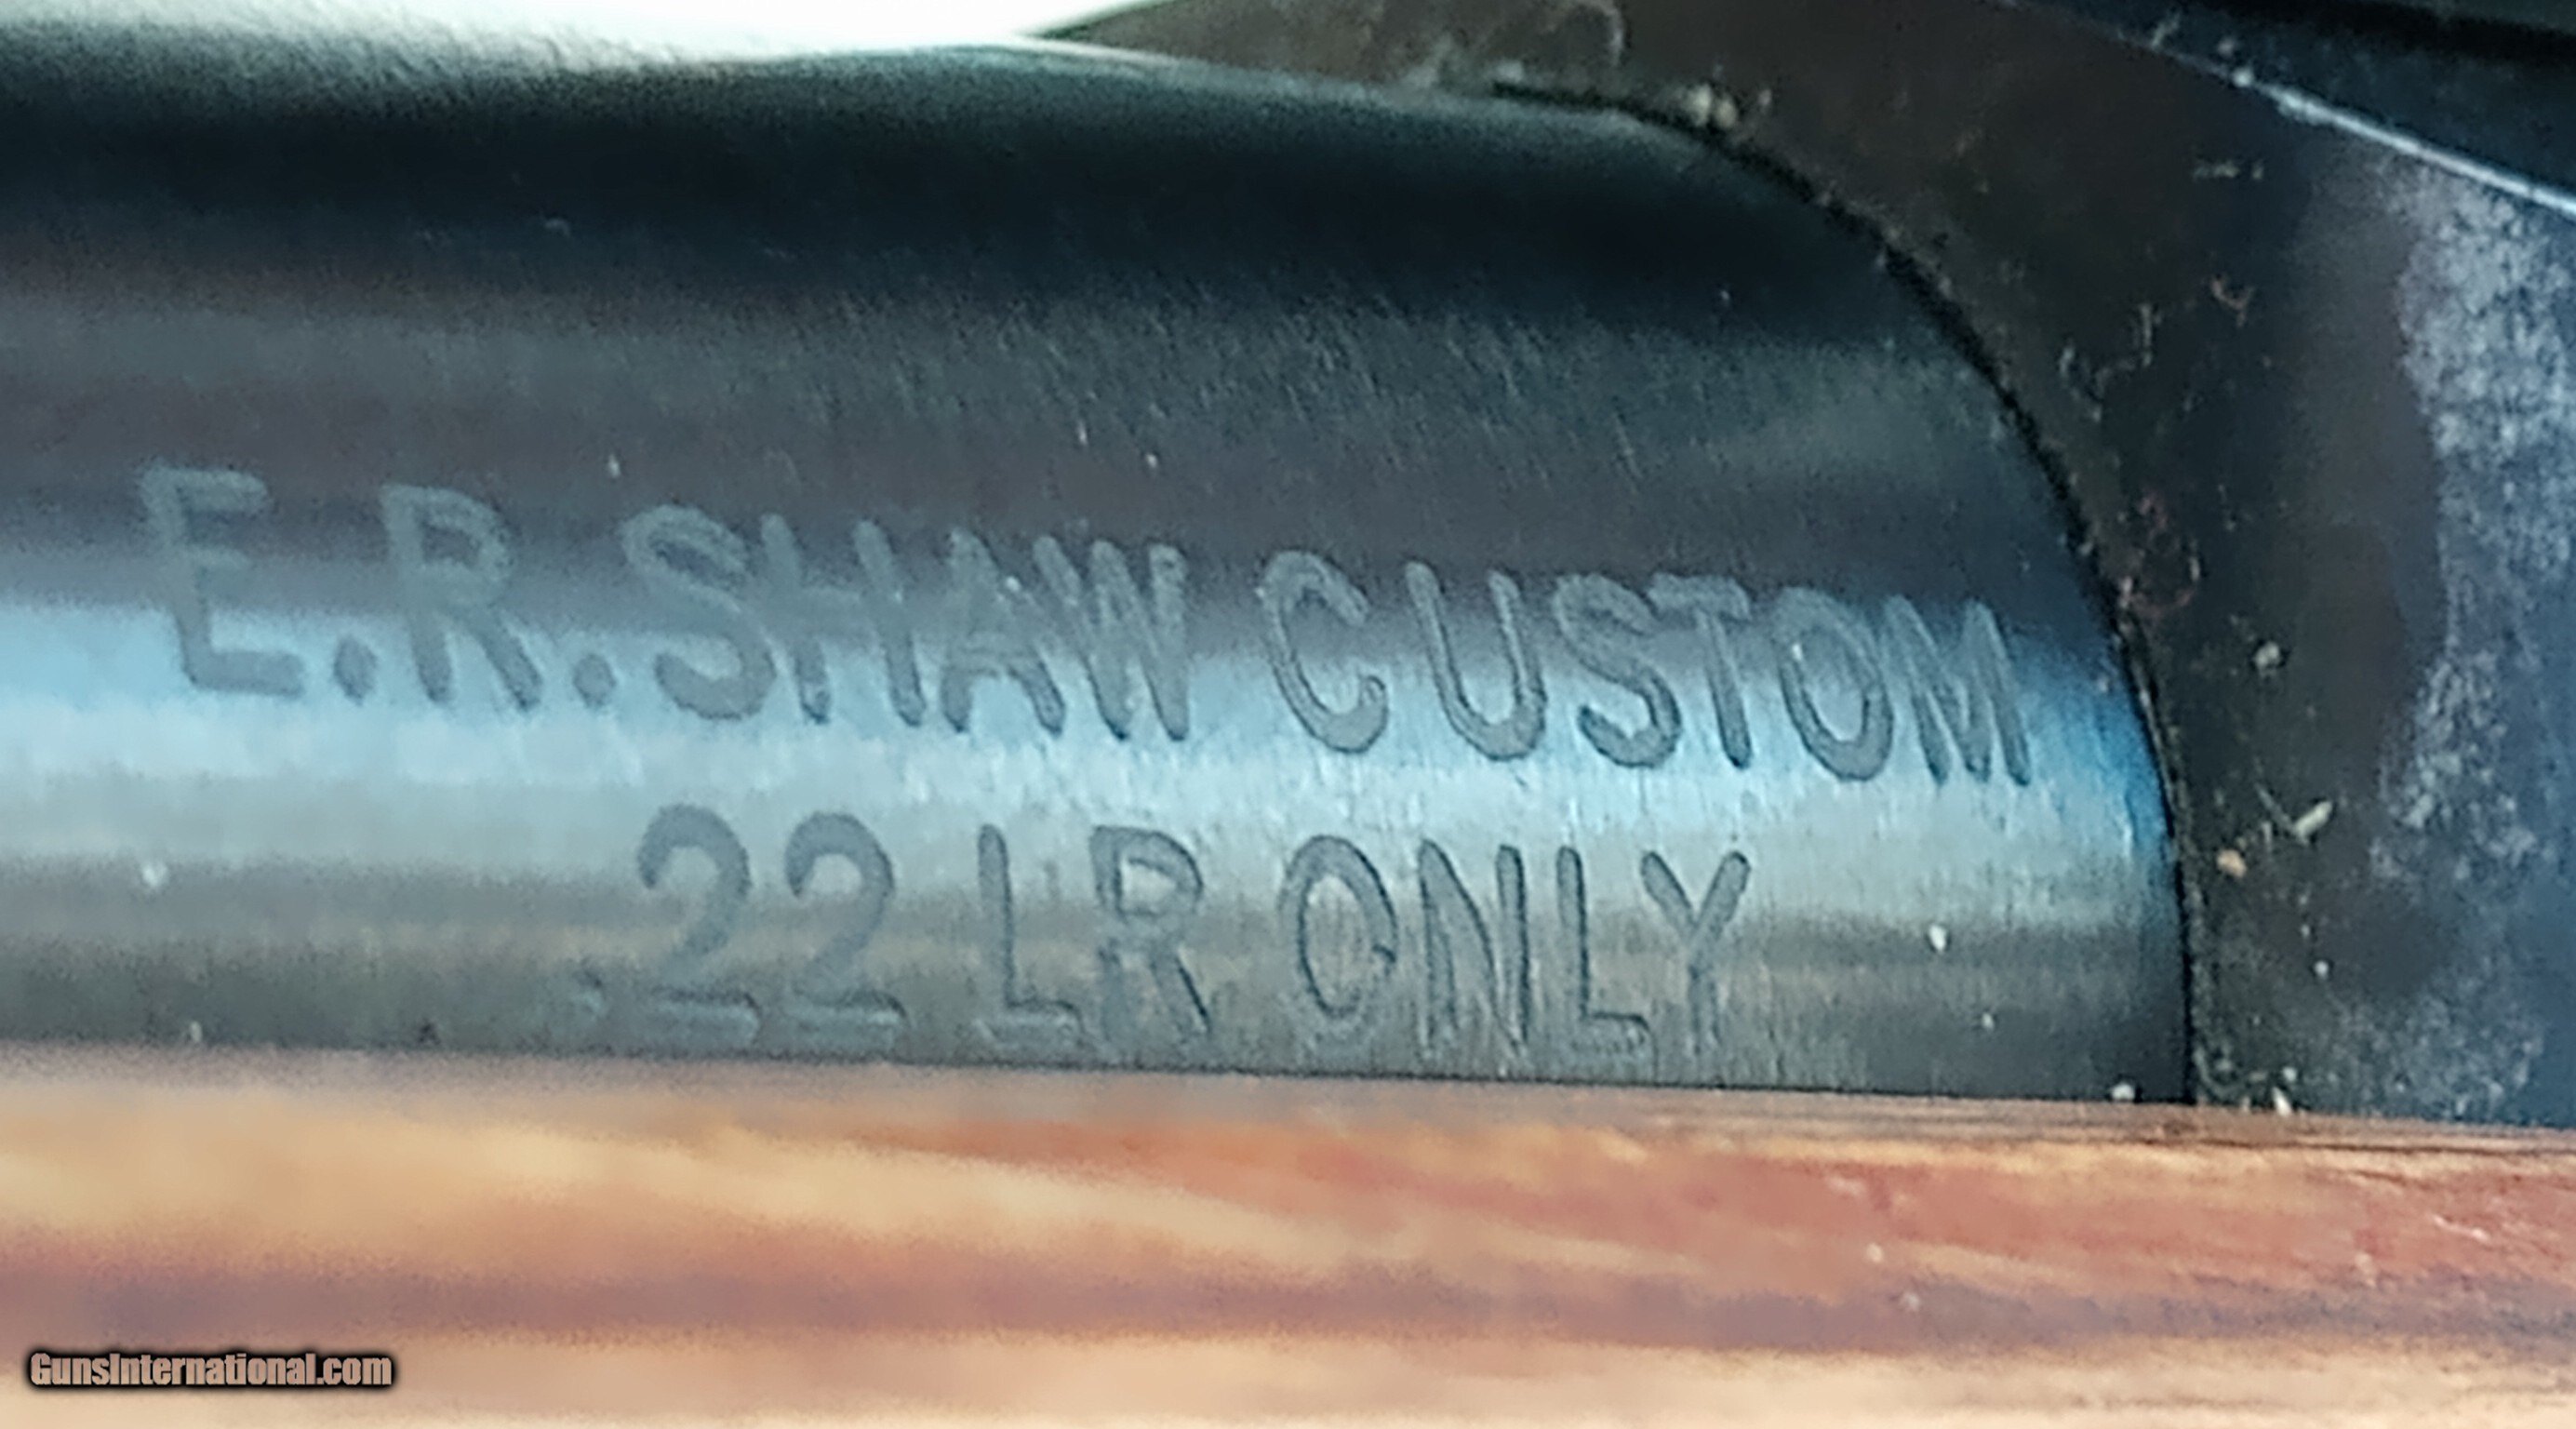 E.R.SHAW CUSTOM
.22 LR ONLY
GunsInternational.com